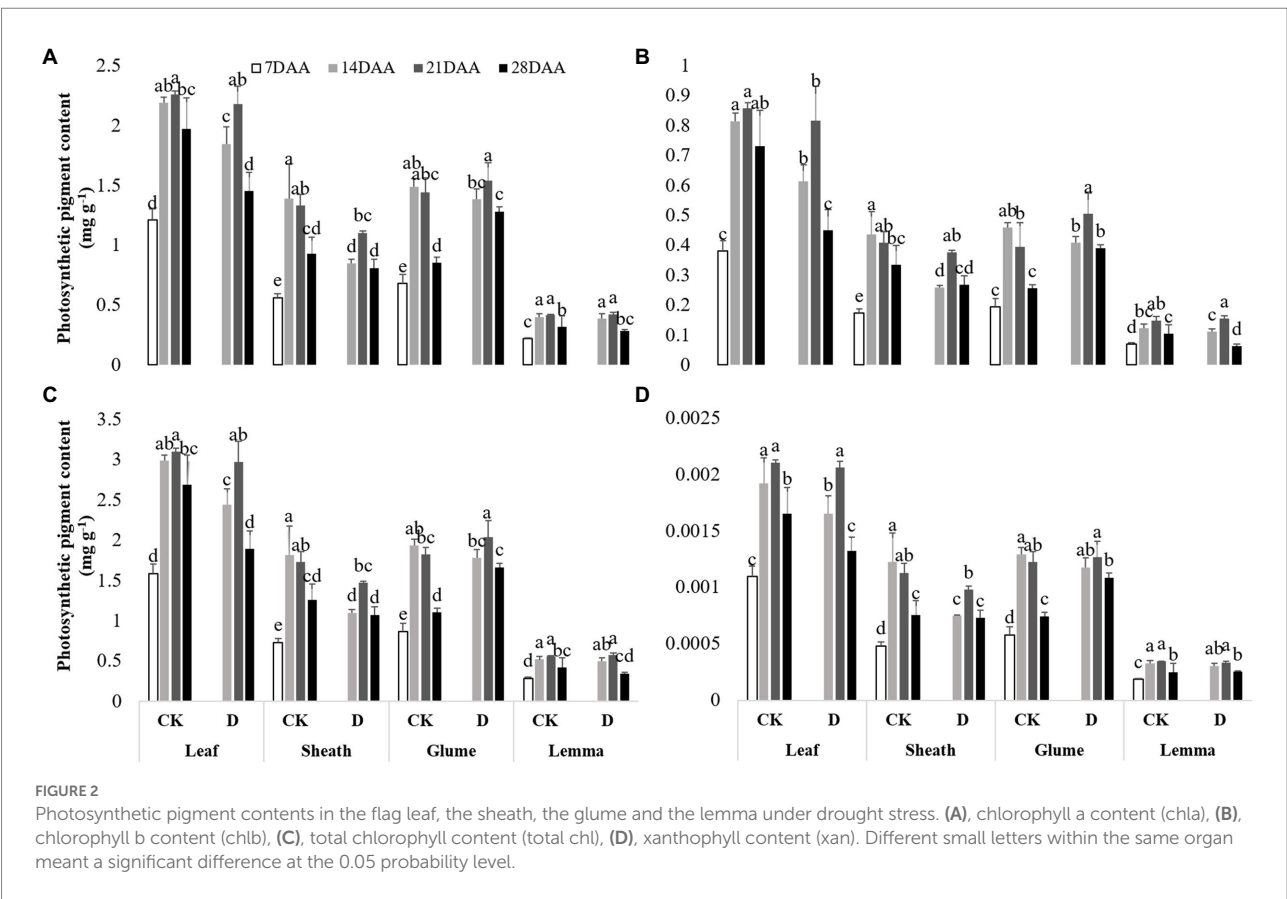 A
B
7DAA 14DAA 21DAA 28DAA
Photosynthetic pigment content
(mg g-1)
2.5
2
1.5
1
0.5
0
d ab a bc c ab d
e a ab cd d bc d
e ab abc e bc a c
c a a b a a bc
1
0.9
0.8
0.7
0.6
0.5
0.4
0.3
0.2
0.1
0
c a a ab b b c
e a ab bc d ab cd
c ab b c b a b
d bc ab c c a d
C
D
Photosynthetic pigment content
(mg g-1)
3.5
3
2.5
2
1.5
1
0.5
0
d ab a bc c ab d
e a ab cd d bc d
e ab bc e bc a c
d a a bc ab a cd
0.0025
0.002
0.0015
0.001
0.0005
0
c a a b b a c
d a ab c c b c
d a ab c ab a b
c a a b ab a b
CK D CK D CK D CK D
Leaf Sheath Glume Lemma
CK D CK D CK D CK D
Leaf Sheath Glume Lemma
FIGURE 2
Photosynthetic pigment contents in the flag leaf, the sheath, the glume and the lemma under drought stress. (A), chlorophyll a content (chla), (B),
chlorophyll b content (chlb), (C), total chlorophyll content (total chl), (D), xanthophyll content (xan). Different small letters within the same organ
meant a significant difference at the 0.05 probability level.